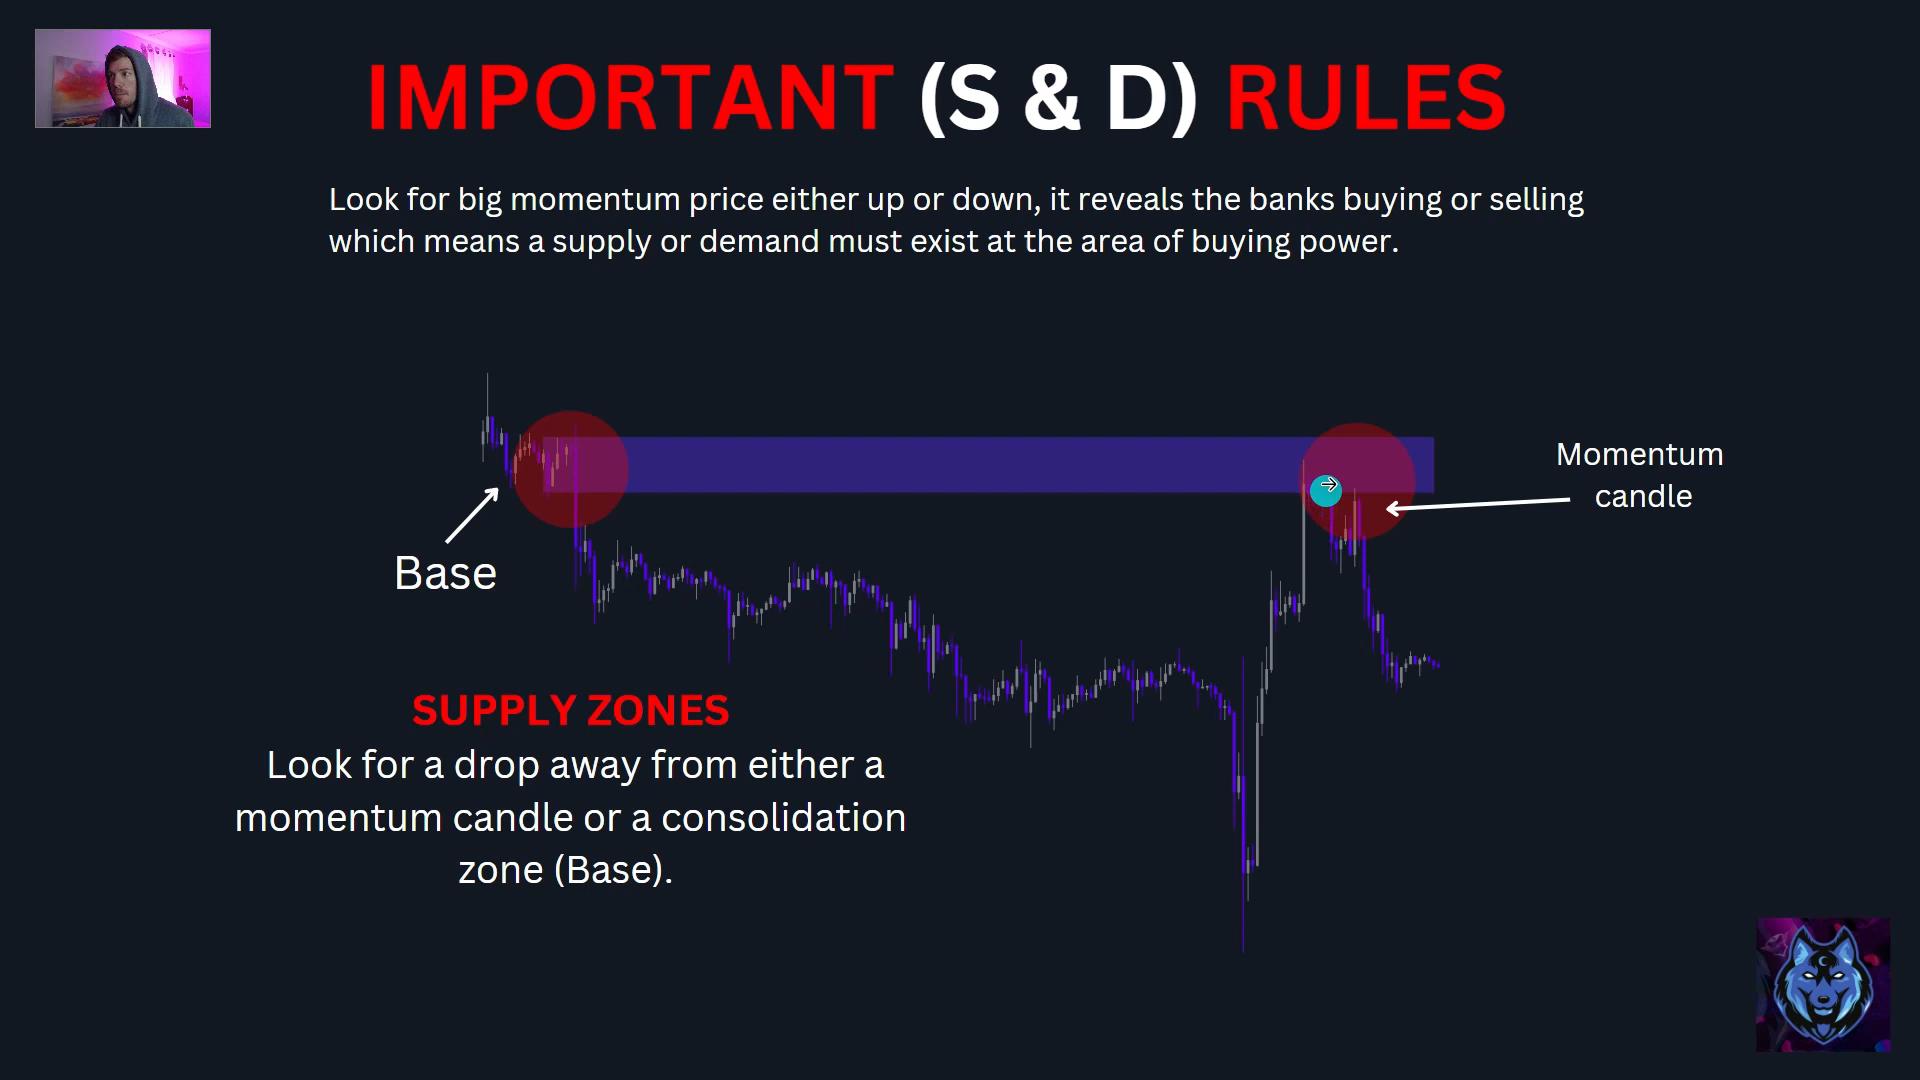 IMPORTANT (S & D) RULES
Look for big momentum price either up or down, it reveals the banks buying or selling
which means a supply or demand must exist at the area of buying power.
Momentum
candle
Base
SUPPLY ZONES
Look for a drop away from either a
momentum candle or a consolidation
zone (Base).